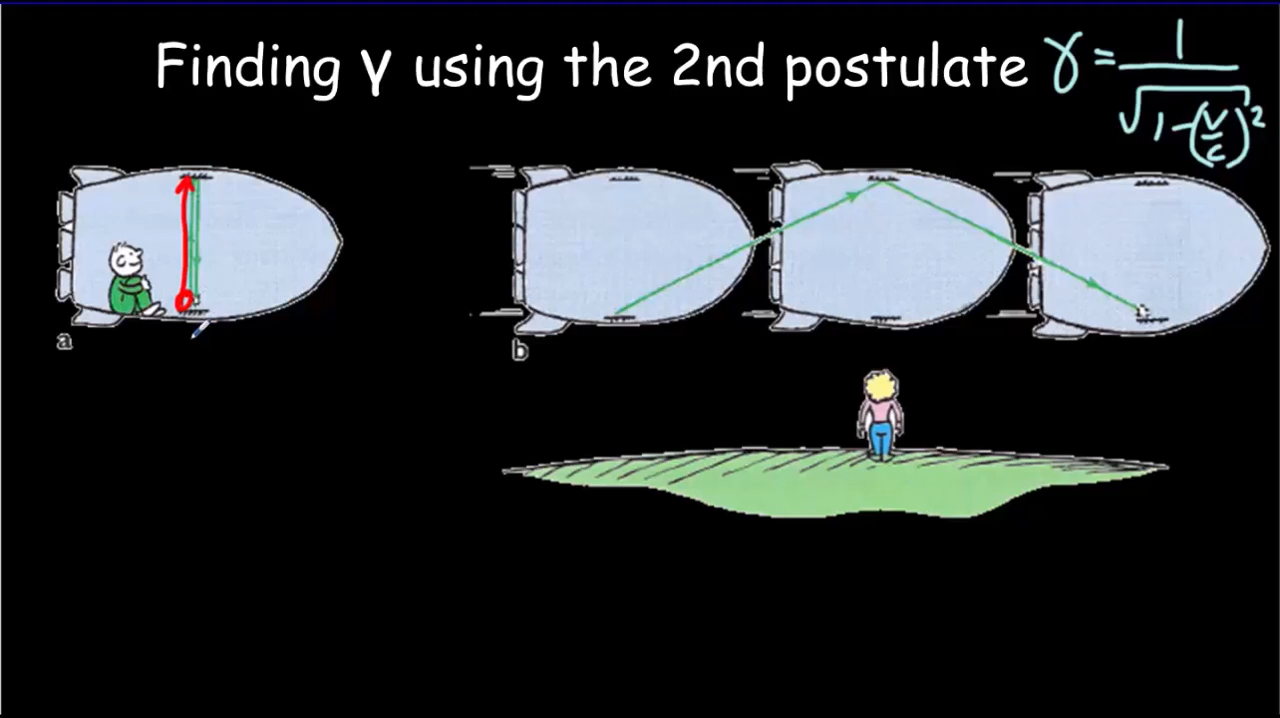 Finding γ using the 2nd postulate
γ = 1/√(1-(v/c)²)
a
b